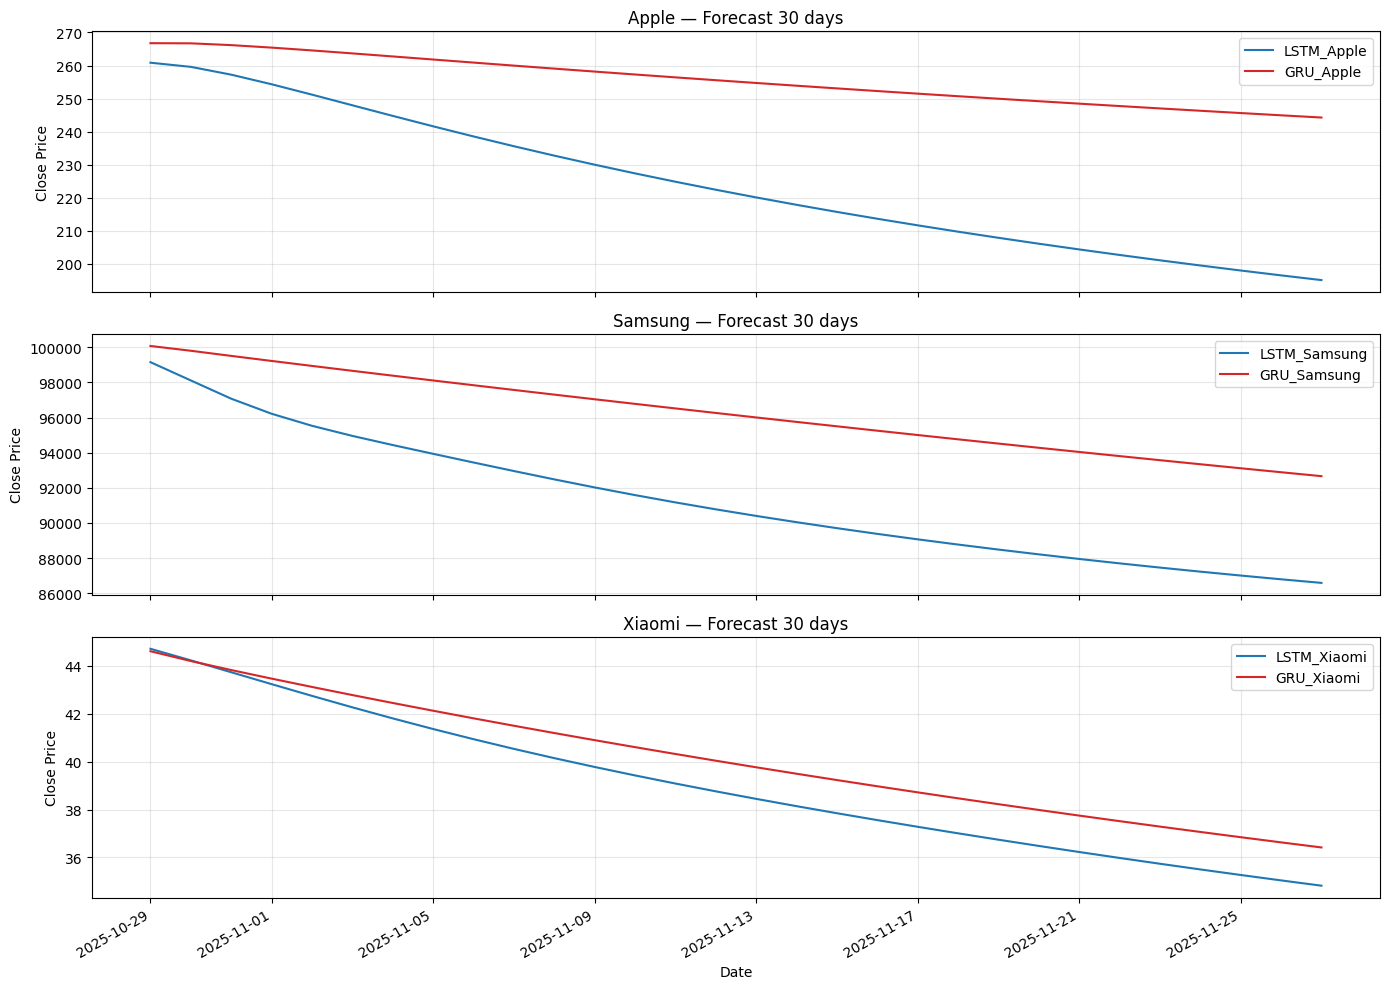 Apple — Forecast 30 days
270
260
250
240
230
220
210
200
Close Price
LSTM_Apple
GRU_Apple
Samsung — Forecast 30 days
100000
98000
96000
94000
92000
90000
88000
86000
Close Price
LSTM_Samsung
GRU_Samsung
Xiaomi — Forecast 30 days
44
42
40
38
36
Close Price
LSTM_Xiaomi
GRU_Xiaomi
2025-10-29
2025-11-01
2025-11-05
2025-11-09
2025-11-13
2025-11-17
2025-11-21
2025-11-25
Date